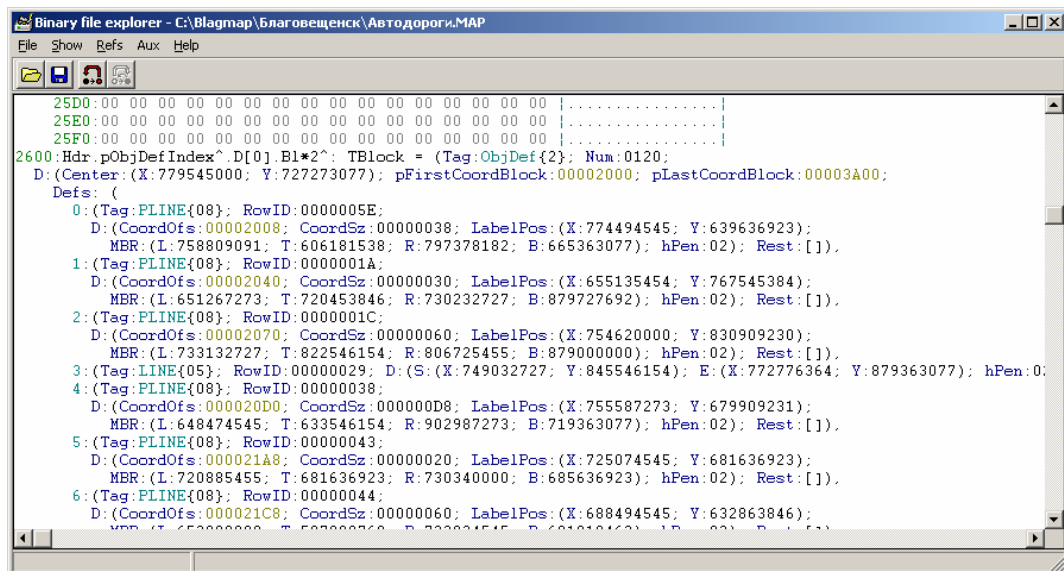 Binary file explorer - C:\Blagmap\Благовещенск\Автодороги.MAP
File Show Refs Aux Help
25D0:00 00 00 00 00 00 00 00 00 00 00 00 00 00 00 00 |................|
25E0:00 00 00 00 00 00 00 00 00 00 00 00 00 00 00 00 |................|
25F0:00 00 00 00 00 00 00 00 00 00 00 00 00 00 00 00 |................|
2600:Hdr.pObjDefIndex^.D[0].Bl*2^: TBlock = (Tag:ObjDef{2}; Num:0120;
D:(Center:(X:779545000; Y:727273077); pFirstCoordBlock:00002000; pLastCoordBlock:00003A00;
Defs: (
0:(Tag:PLINE{08}; RowID:0000005E;
D:(CoordOfs:00002008; CoordSz:00000038; LabelPos:(X:774494545; Y:639636923);
MBR:(L:758809091; T:606181538; R:797378182; B:665363077); hPen:02); Rest:[]),
1:(Tag:PLINE{08}; RowID:0000001A;
D:(CoordOfs:00002040; CoordSz:00000030; LabelPos:(X:655135454; Y:767545384);
MBR:(L:651267273; T:720453846; R:730232727; B:879727692); hPen:02); Rest:[]),
2:(Tag:PLINE{08}; RowID:0000001C;
D:(CoordOfs:00002070; CoordSz:00000060; LabelPos:(X:754620000; Y:830909230);
MBR:(L:733132727; T:822546154; R:806725455; B:879000000); hPen:02); Rest:[]),
3:(Tag:LINE{05}; RowID:00000029; D:(S:(X:749032727; Y:845546154); E:(X:772776364; Y:879363077); hPen:02
4:(Tag:PLINE{08}; RowID:00000038;
D:(CoordOfs:000020D0; CoordSz:000000D8; LabelPos:(X:755587273; Y:679909231);
MBR:(L:648474545; T:633546154; R:902987273; B:719363077); hPen:02); Rest:[]),
5:(Tag:PLINE{08}; RowID:00000043;
D:(CoordOfs:000021A8; CoordSz:00000020; LabelPos:(X:725074545; Y:681636923);
MBR:(L:720885455; T:681636923; R:730340000; B:685636923); hPen:02); Rest:[]),
6:(Tag:PLINE{08}; RowID:00000044;
D:(CoordOfs:000021C8; CoordSz:00000060; LabelPos:(X:688494545; Y:632863846);